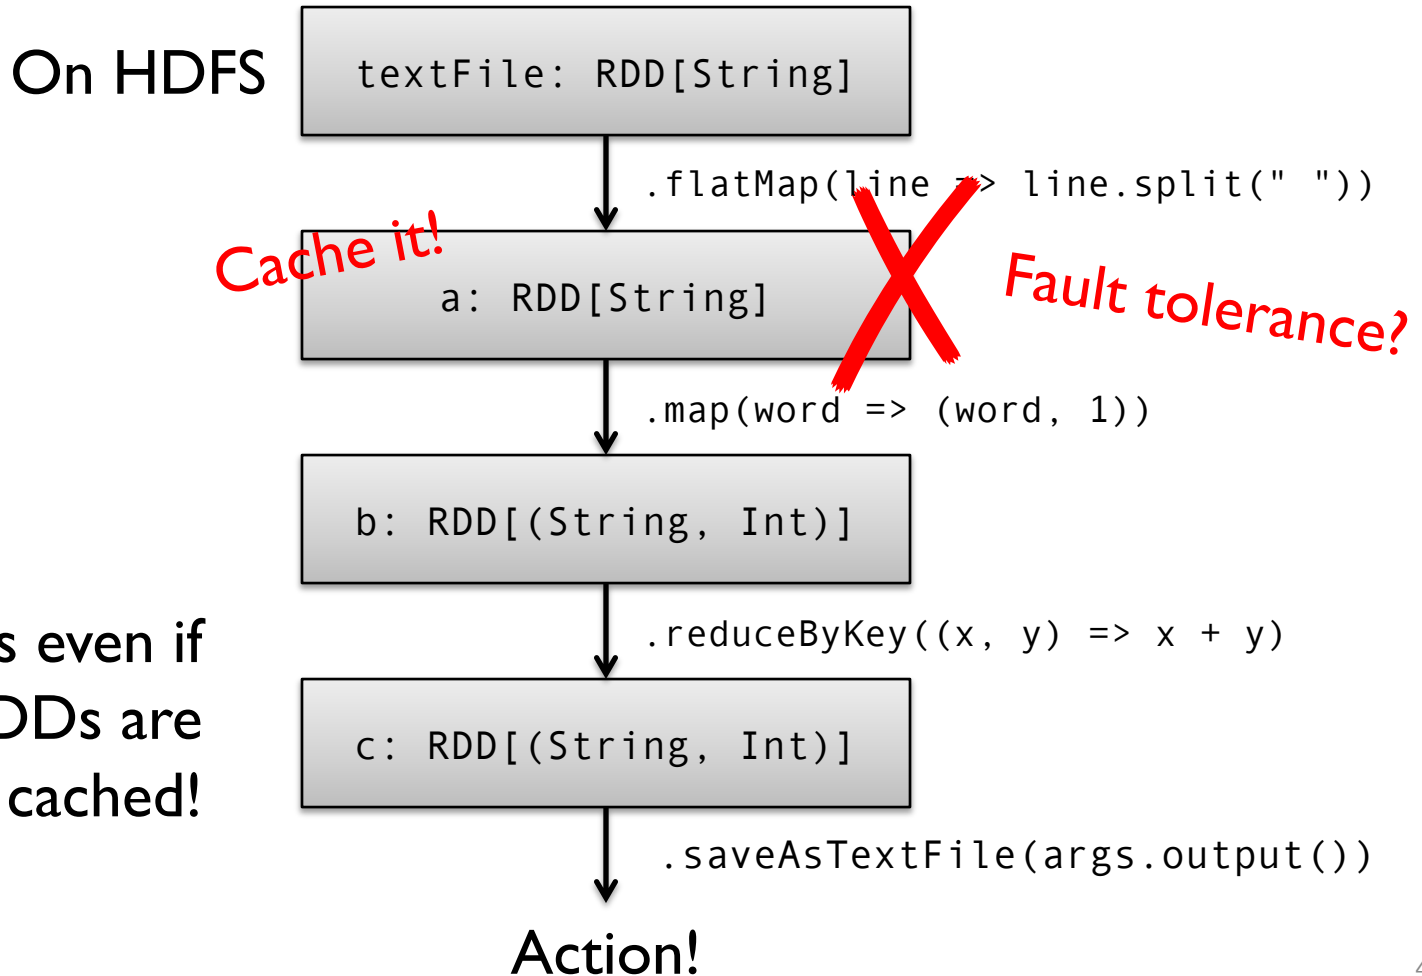 On HDFS
textFile: RDD[String]
.flatMap(line => line.split(" "))
Cache it!
a: RDD[String]
Fault tolerance?
.map(word => (word, 1))
b: RDD[(String, Int)]
s even if
DDs are
cached!
.reduceByKey((x, y) => x + y)
c: RDD[(String, Int)]
.saveAsTextFile(args.output())
Action!